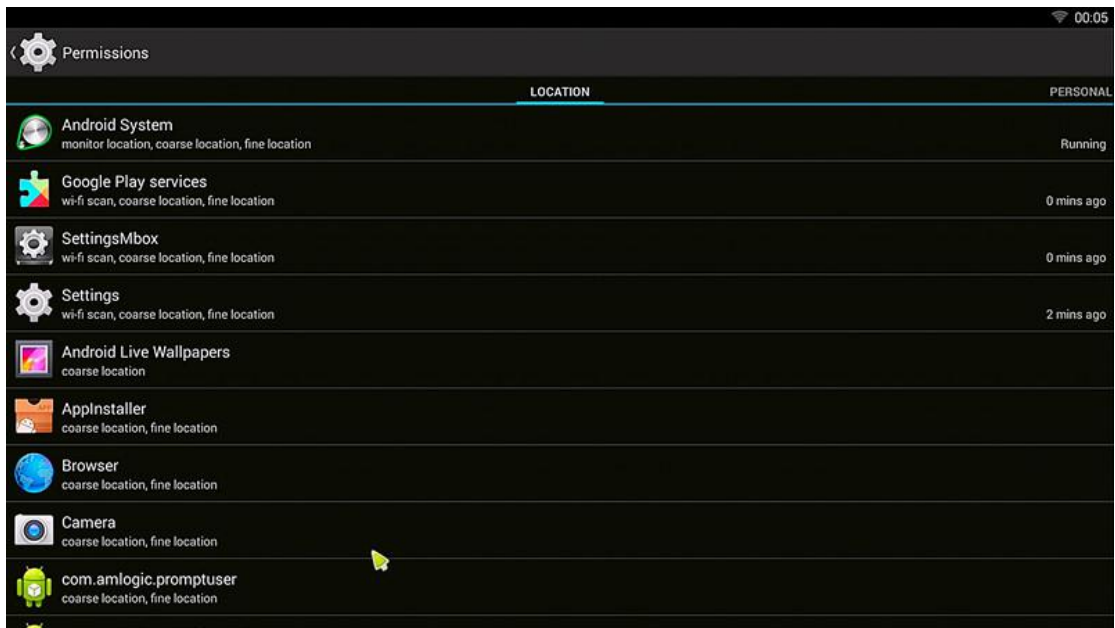 00:05
Permissions
LOCATION PERSONAL
Android System
monitor location, coarse location, fine location Running
Google Play services
wi-fi scan, coarse location, fine location 0 mins ago
SettingsMbox
wi-fi scan, coarse location, fine location 0 mins ago
Settings
wi-fi scan, coarse location, fine location 2 mins ago
Android Live Wallpapers
coarse location
AppInstaller
coarse location, fine location
Browser
coarse location, fine location
Camera
coarse location, fine location
com.amlogic.promptuser
coarse location, fine location